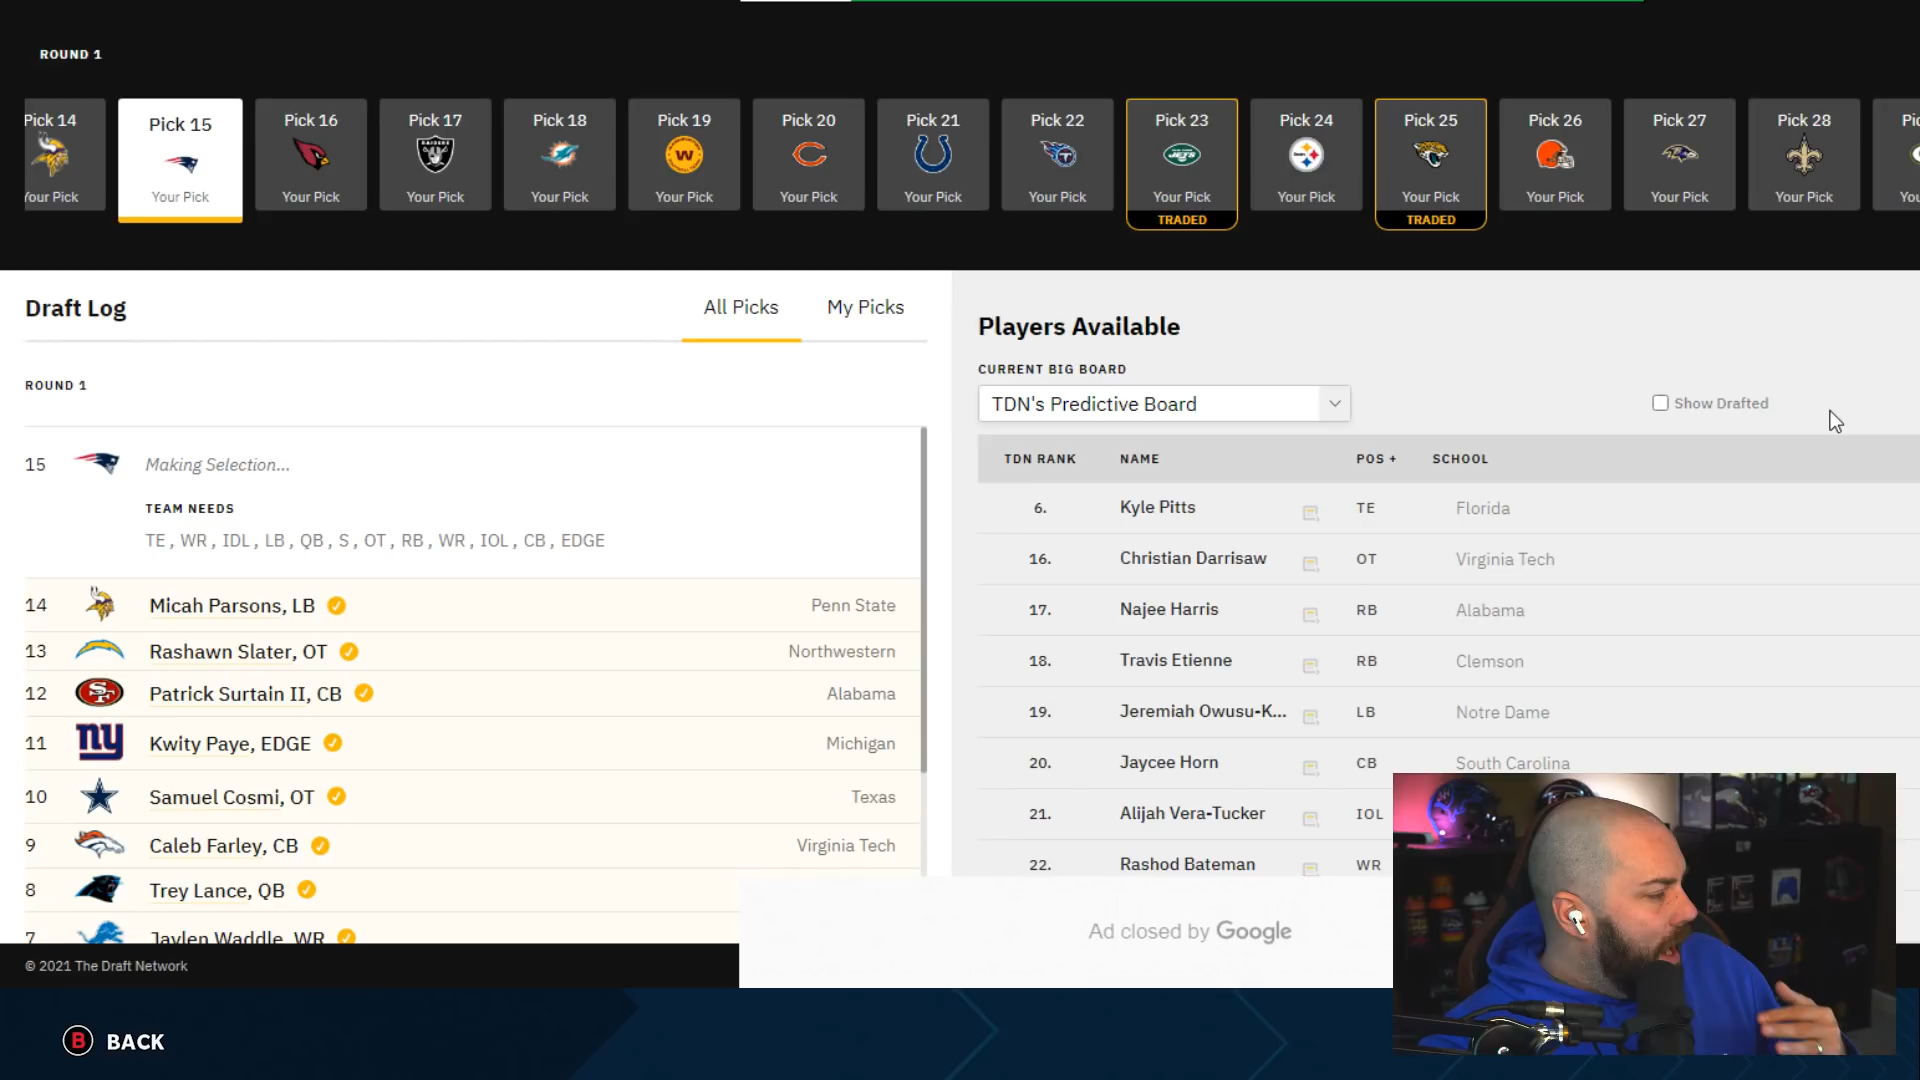 ROUND 1
Pick 14
Your Pick
Pick 15
Your Pick
Pick 16
Your Pick
Pick 17
Your Pick
Pick 18
Your Pick
Pick 19
W
Your Pick
Pick 20
Your Pick
Pick 21
Your Pick
Pick 22
Your Pick
Pick 23
JETS
Your Pick
TRADED
Pick 24
Your Pick
Pick 25
Your Pick
TRADED
Pick 26
Your Pick
Pick 27
Your Pick
Pick 28
Your Pick
Draft Log
All Picks
My Picks
ROUND 1
15 Making Selection...
TEAM NEEDS
TE, WR, IDL, LB, QB, S, OT, RB, WR, IOL, CB, EDGE
14 Micah Parsons, LB Penn State
13 Rashawn Slater, OT Northwestern
12 SF Patrick Surtain II, CB Alabama
11 ny Kwity Paye, EDGE Michigan
10 Samuel Cosmi, OT Texas
9 Caleb Farley, CB Virginia Tech
8 Trey Lance, QB
7 Jaylen Waddle, WR
© 2021 The Draft Network
B BACK
Players Available
CURRENT BIG BOARD
TDN's Predictive Board
Show Drafted
TDN RANK NAME POS + SCHOOL
6. Kyle Pitts TE Florida
16. Christian Darrisaw OT Virginia Tech
17. Najee Harris RB Alabama
18. Travis Etienne RB Clemson
19. Jeremiah Owusu-K... LB Notre Dame
20. Jaycee Horn CB South Carolina
21. Alijah Vera-Tucker IOL
22. Rashod Bateman WR
Ad closed by Google